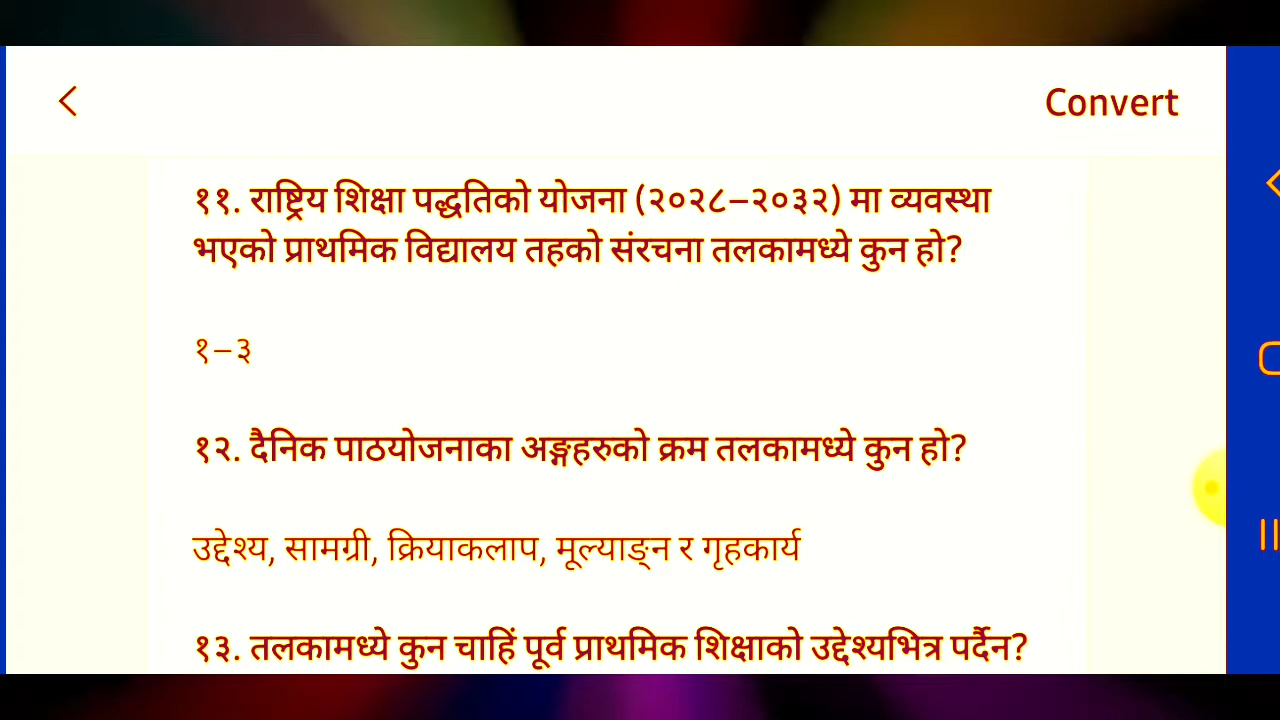 Convert
११. राष्ट्रिय शिक्षा पद्धतिको योजना (२०२८–२०३२) मा व्यवस्था
भएको प्राथमिक विद्यालय तहको संरचना तलकामध्ये कुन हो?
१–३
१२. दैनिक पाठयोजनाका अङ्गहरुको क्रम तलकामध्ये कुन हो?
उद्देश्य, सामग्री, क्रियाकलाप, मूल्याङ्न र गृहकार्य
१३. तलकामध्ये कुन चाहिं पूर्व प्राथमिक शिक्षाको उद्देश्यभित्र पर्दैन?